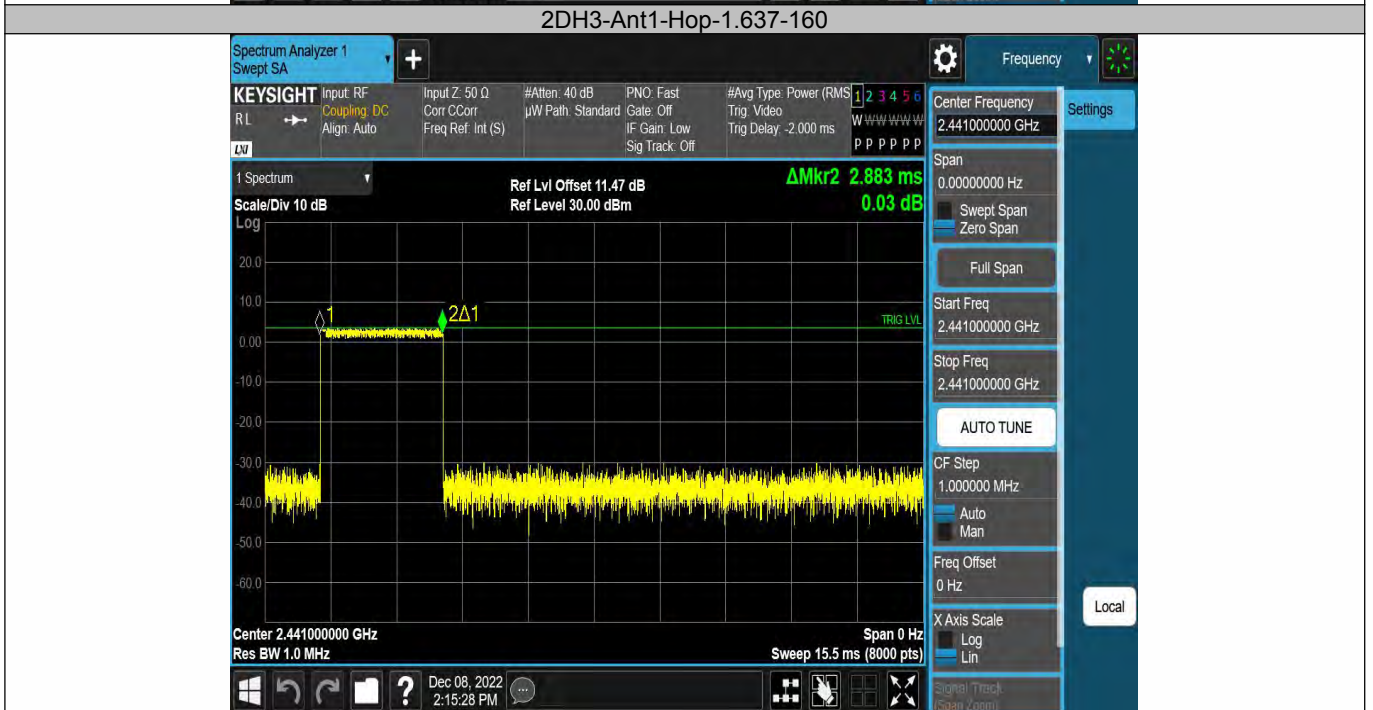 2DH3-Ant1-Hop-1.637-160
Spectrum Analyzer 1
Swept SA
+
Frequency
KEYSIGHT
RL
LXI
Input: RF
Coupling: DC
Align: Auto
Input Z: 50 Ω
Corr CCorr
Freq Ref: Int (S)
#Atten: 40 dB
µW Path: Standard
PNO: Fast
Gate: Off
IF Gain: Low
Sig Track: Off
#Avg Type: Power (RMS
Trig: Video
Trig Delay: -2.000 ms
1 2 3 4 5 6
W W W W W W
P P P P P P
1 Spectrum
Scale/Div 10 dB
Log
Ref Lvl Offset 11.47 dB
Ref Level 30.00 dBm
ΔMkr2 2.883 ms
0.03 dB
20.0
10.0
0.00
-10.0
-20.0
-30.0
-40.0
-50.0
-60.0
1
2Δ1
TRIG LVL
Center 2.441000000 GHz
Res BW 1.0 MHz
Span 0 Hz
Sweep 15.5 ms (8000 pts)
Center Frequency
2.441000000 GHz
Settings
Span
0.00000000 Hz
Swept Span
Zero Span
Full Span
Start Freq
2.441000000 GHz
Stop Freq
2.441000000 GHz
AUTO TUNE
CF Step
1.000000 MHz
Auto
Man
Freq Offset
0 Hz
X Axis Scale
Log
Lin
Local
Signal Track
(Span Zoom)
?
Dec 08, 2022
2:15:28 PM